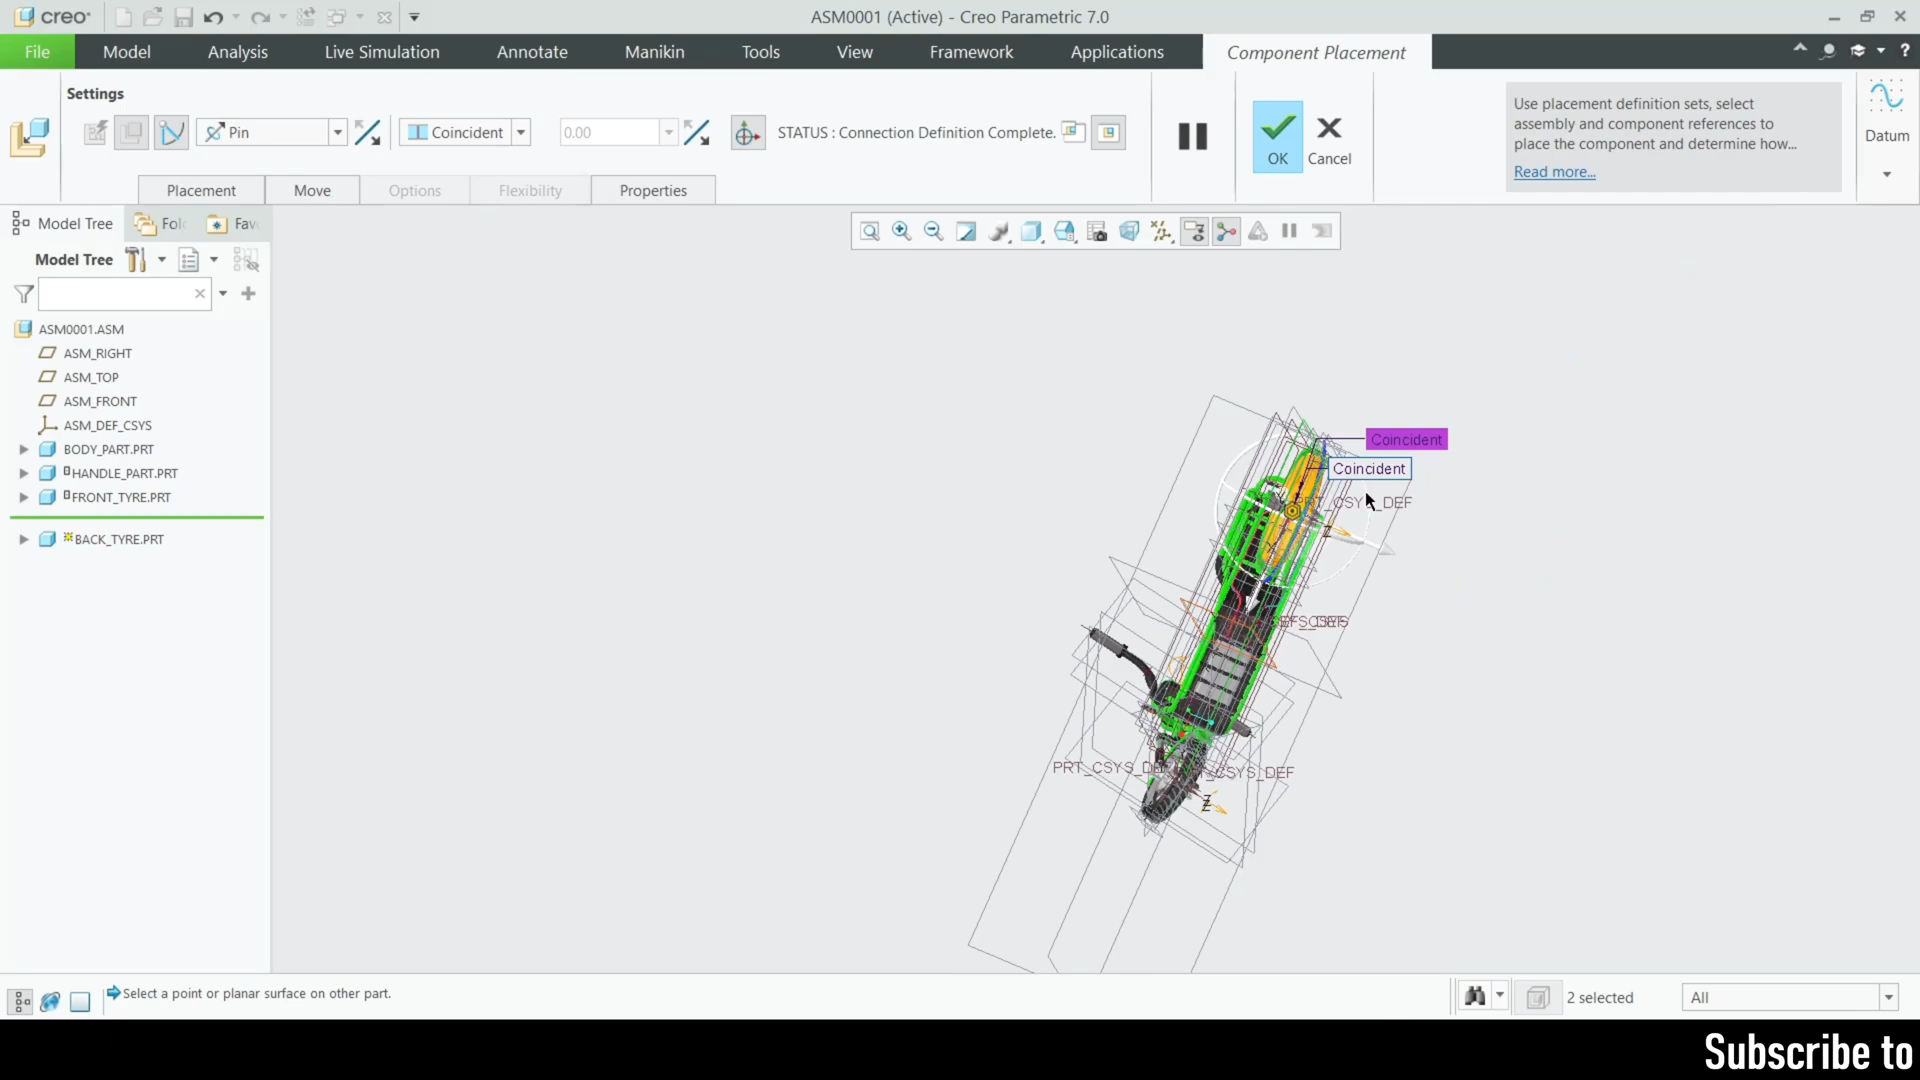 creo
ASM0001 (Active) - Creo Parametric 7.0
File Model Analysis Live Simulation Annotate Manikin Tools View Framework Applications Component Placement
Settings
Pin
Coincident
0.00
STATUS : Connection Definition Complete.
OK
Cancel
Use placement definition sets, select
assembly and component references to
place the component and determine how...
Read more...
Datum
Placement Move Options Flexibility Properties
Model Tree
Fav
Model Tree
ASM0001.ASM
ASM_RIGHT
ASM_TOP
ASM_FRONT
ASM_DEF_CSYS
BODY_PART.PRT
HANDLE_PART.PRT
FRONT_TYRE.PRT
BACK_TYRE.PRT
Coincident
Coincident
PRT_CSYS_DEF
Z
Select a point or planar surface on other part.
2 selected
All
Subscribe to